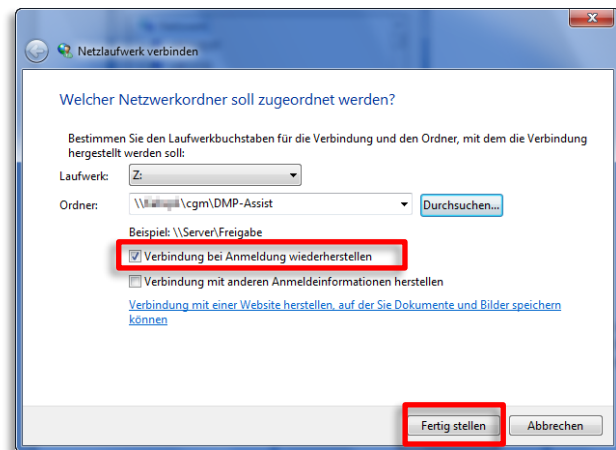 Netzlaufwerk verbinden
Welcher Netzwerkordner soll zugeordnet werden?
Bestimmen Sie den Laufwerkbuchstaben für die Verbindung und den Ordner, mit dem die Verbindung
hergestellt werden soll:
Laufwerk: Z:
Ordner: \\ \cgm\DMP-Assist Durchsuchen...
Beispiel: \\Server\Freigabe
Verbindung bei Anmeldung wiederherstellen
Verbindung mit anderen Anmeldeinformationen herstellen
Verbindung mit einer Website herstellen, auf der Sie Dokumente und Bilder speichern
können
Fertig stellen Abbrechen